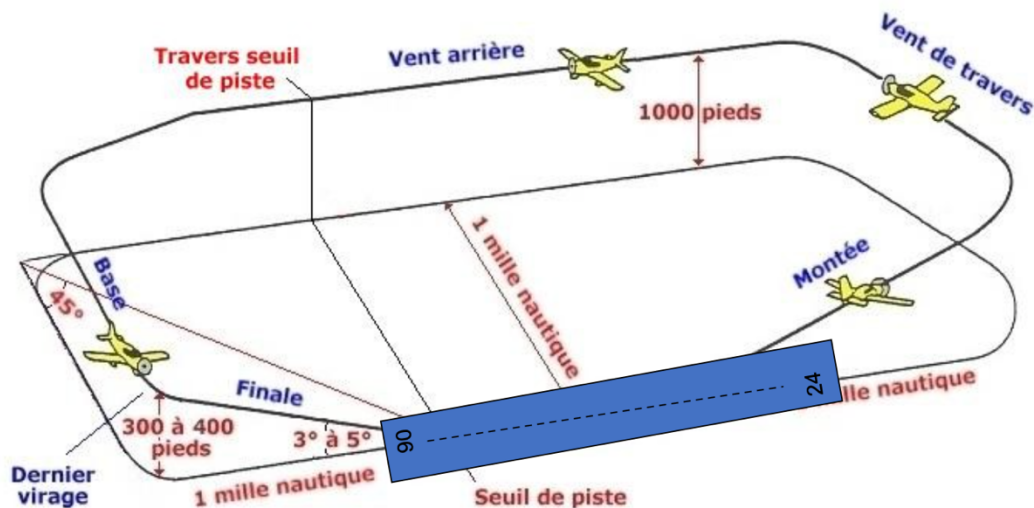 Vent arrière
Vent de travers
Travers seuil
de piste
1000 pieds
1 mille nautique
Montée
Base
45°
Finale
300 à 400
pieds
3° à 5°
06
24
lle nautique
Dernier
virage
1 mille nautique
Seuil de piste